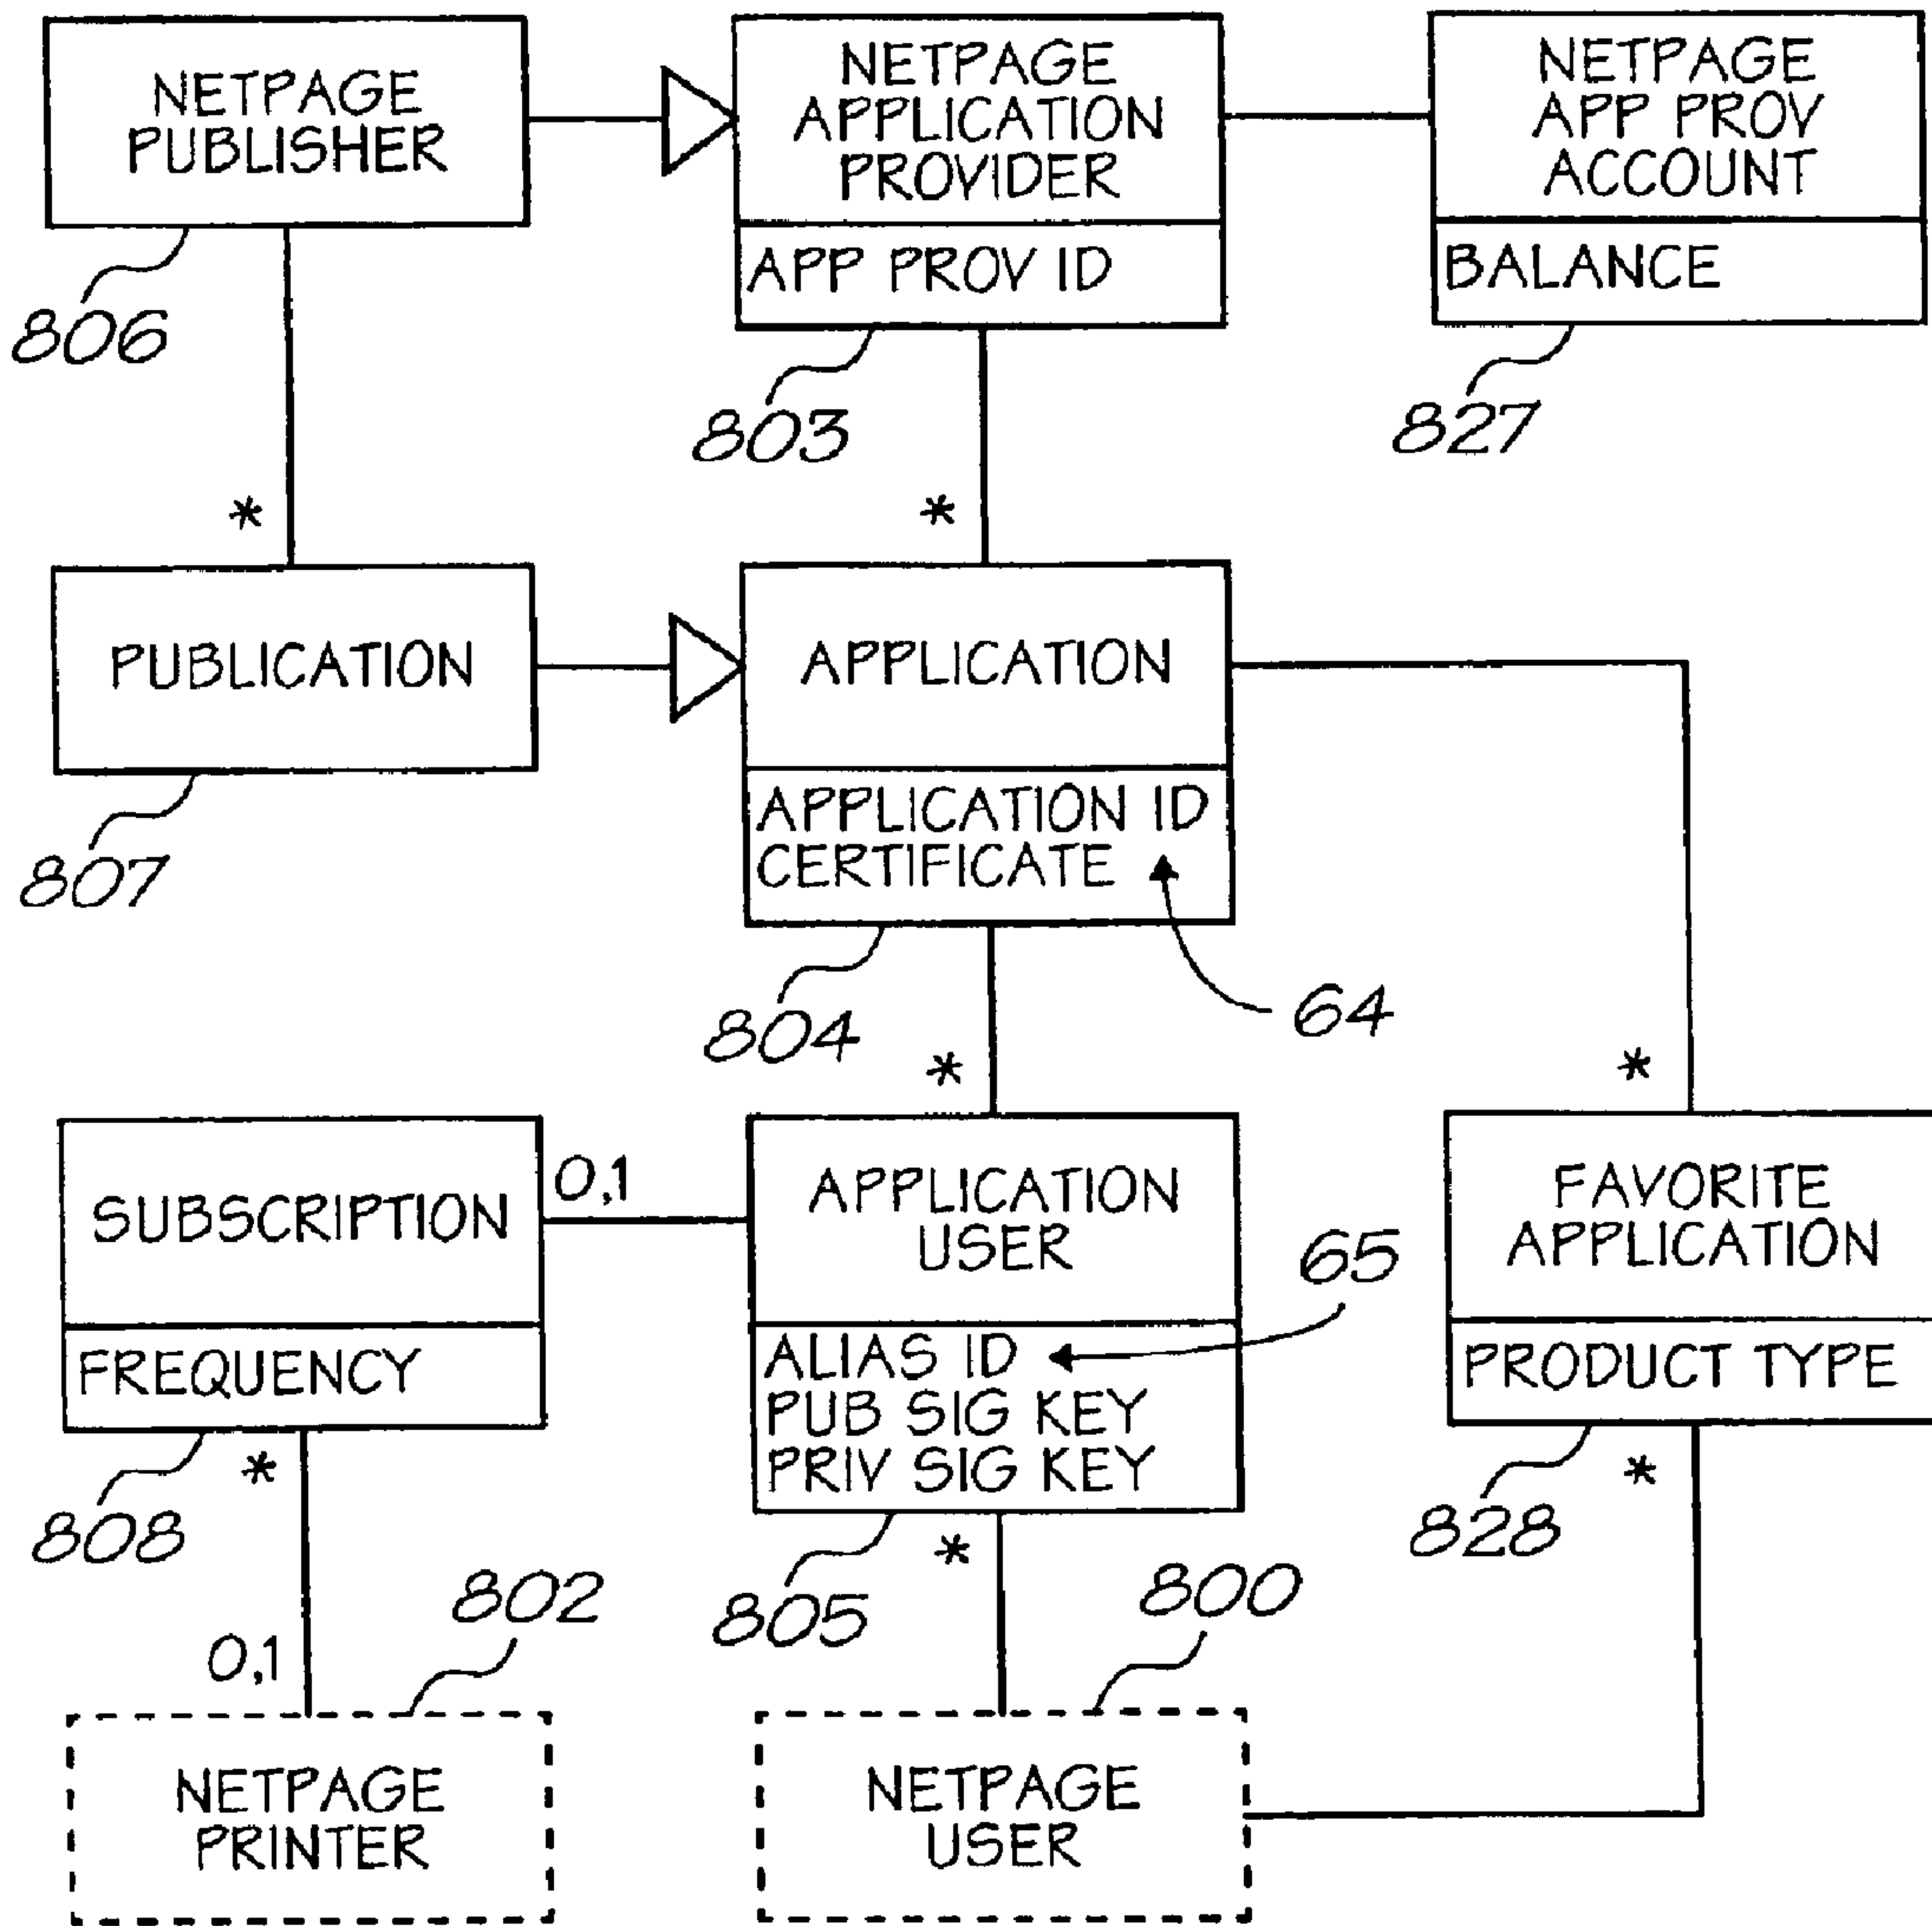 NETPAGE
PUBLISHER
806
NETPAGE
APPLICATION
PROVIDER
APP PROV ID
803
NETPAGE
APP PROV
ACCOUNT
BALANCE
827
*
*
PUBLICATION
807
APPLICATION
APPLICATION ID
CERTIFICATE
64
804
*
*
SUBSCRIPTION
0,1
FREQUENCY
808
*
APPLICATION
USER
ALIAS ID
PUB SIG KEY
PRIV SIG KEY
65
805
*
FAVORITE
APPLICATION
PRODUCT TYPE
828
*
802
0,1
800
NETPAGE
PRINTER
NETPAGE
USER